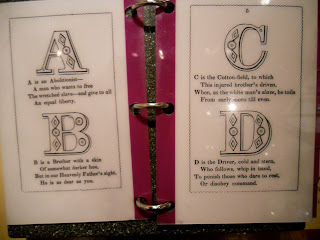 A
A is an Abolitionist—
A man who wants to free
The wretched slave—and give to all
An equal liberty.
B
B is a Brother with a skin
Of somewhat darker hue,
But in our Heavenly Father's sight,
He is as dear as you.
C
C is the Cotton-field, to which
This injured brother's driven,
When, as the white man's slave, he toils
From early morn till even.
D
D is the Driver, cold and stern,
Who follows, whip in hand,
To punish those who dare to rest,
Or disobey command.